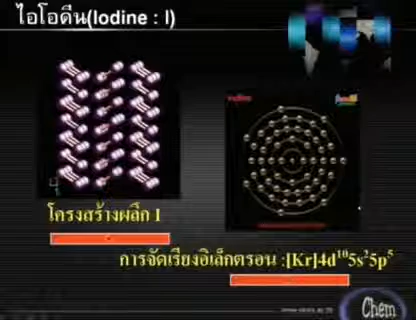 ไอโอดีน(Iodine : I)
โครงสร้างผลึก I
การจัดเรียงอิเล็กตรอน :[Kr]4d¹⁰5s²5p⁵
Chem